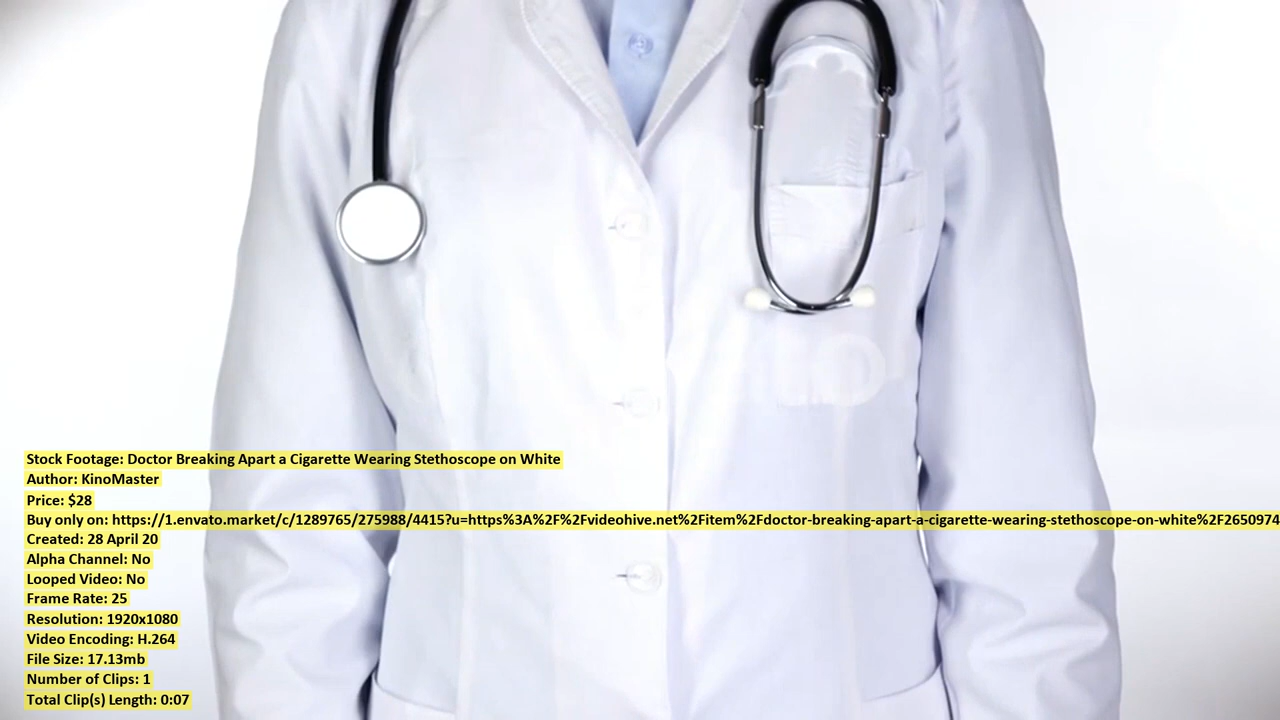 Stock Footage: Doctor Breaking Apart a Cigarette Wearing Stethoscope on White
Author: KinoMaster
Price: $28
Buy only on: https://1.envato.market/c/1289765/275988/4415?u=https%3A%2F%2Fvideohive.net%2Fitem%2Fdoctor-breaking-apart-a-cigarette-wearing-stethoscope-on-white%2F2650974
Created: 28 April 20
Alpha Channel: No
Looped Video: No
Frame Rate: 25
Resolution: 1920x1080
Video Encoding: H.264
File Size: 17.13mb
Number of Clips: 1
Total Clip(s) Length: 0:07